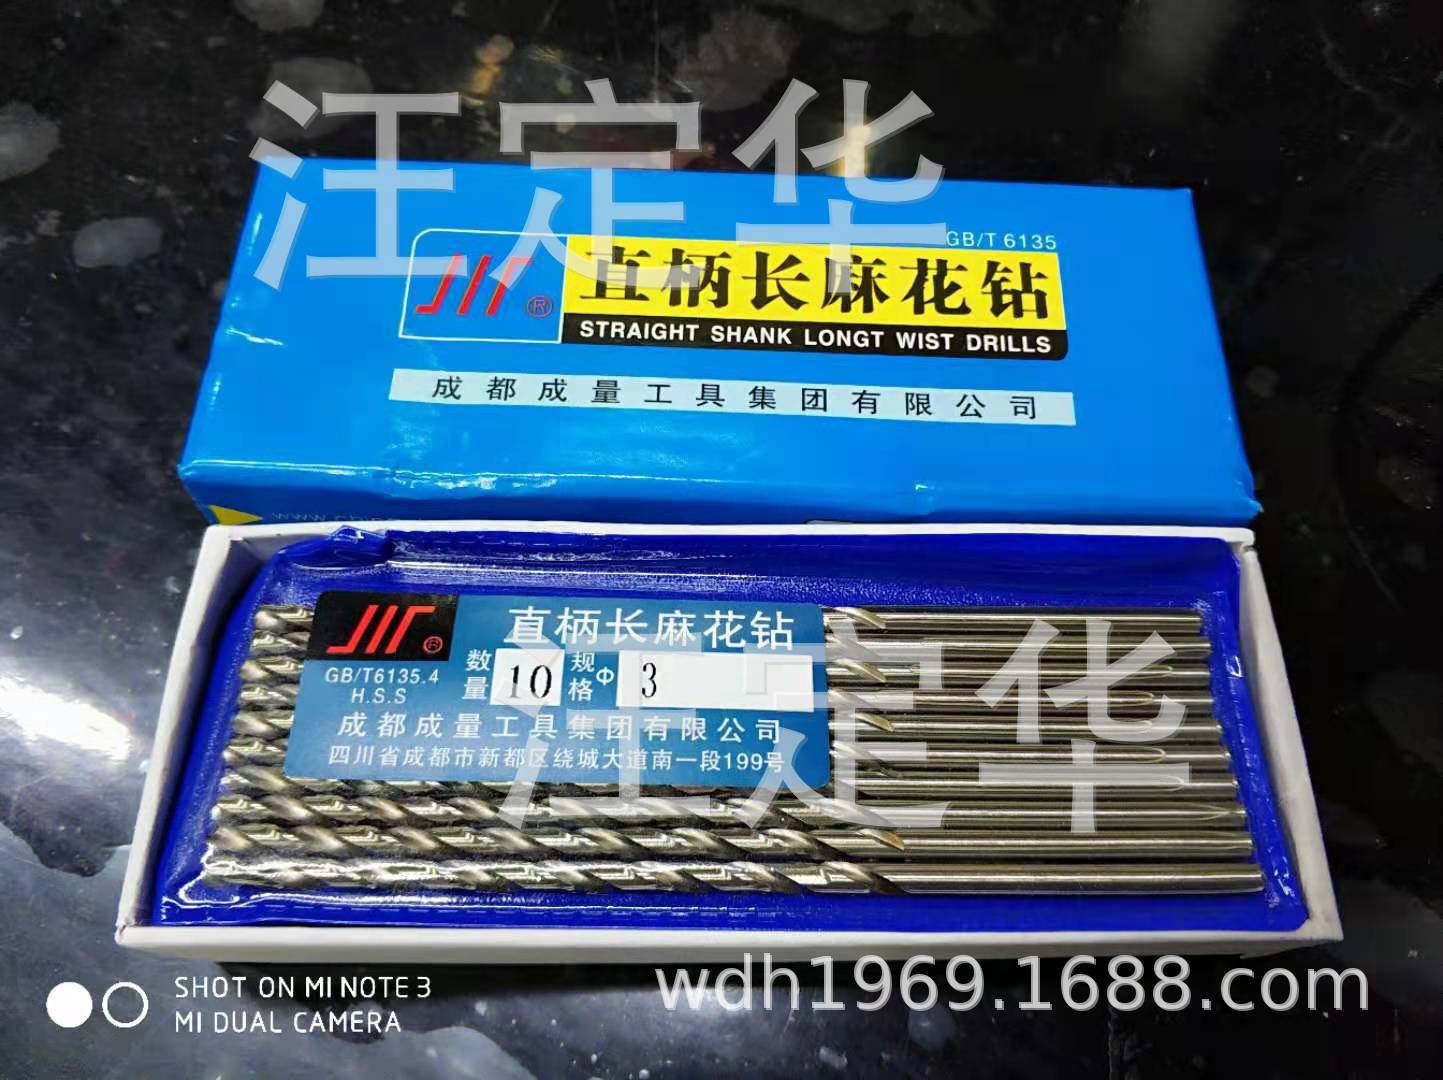 汪定华
GB/T 6135
直柄长麻花钻
®
STRAIGHT SHANK LONGT WIST DRILLS
成都成量工具集团有限公司
直柄长麻花钻
®
GB/T6135.4
H.S.S
数量 10 规格 Φ 3
成都成量工具集团有限公司
四川省成都市新都区绕城大道南一段199号
汪定华
wdh1969.1688.com
SHOT ON MI NOTE 3
MI DUAL CAMERA